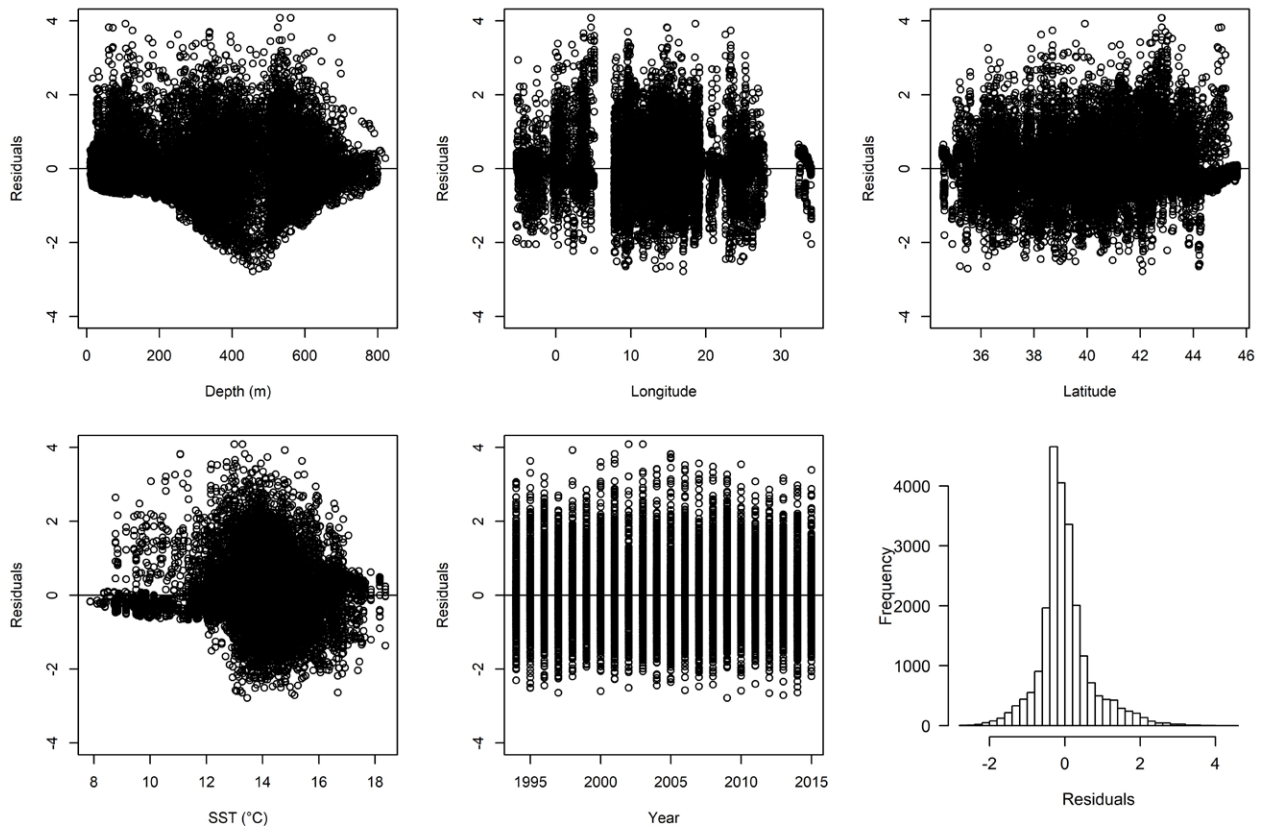 4
2
0
-2
-4
Residuals
0 200 400 600 800
Depth (m)
4
2
0
-2
-4
Residuals
0 10 20 30
Longitude
4
2
0
-2
-4
Residuals
36 38 40 42 44 46
Latitude
4
2
0
-2
-4
Residuals
8 10 12 14 16 18
SST (°C)
4
2
0
-2
-4
Residuals
1995 2000 2005 2010 2015
Year
4000
3000
2000
1000
0
Frequency
-2 0 2 4
Residuals